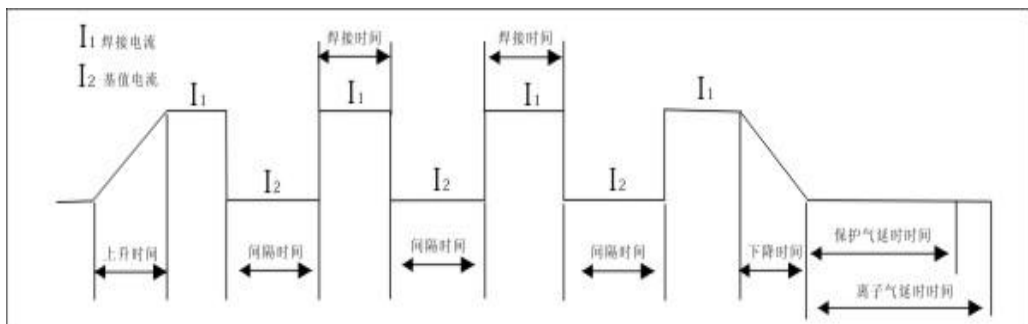 I1 焊接电流
I2 基值电流
焊接时间
焊接时间
I1
I1
I1
I1
I2
I2
I2
上升时间
间隔时间
间隔时间
间隔时间
下降时间
保护气延时时间
离子气延时时间